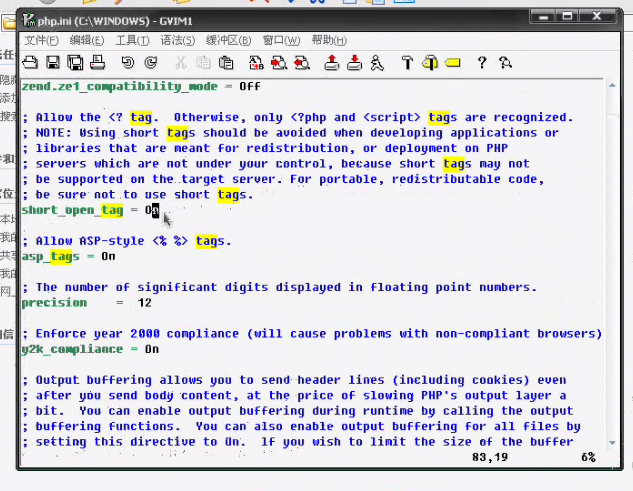 php.ini (C:\WINDOWS) - GVIM1
文件(F) 编辑(E) 工具(T) 语法(S) 缓冲区(B) 窗口(W) 帮助(H)
zend.ze1_compatibility_mode = Off
; Allow the <? tag.  Otherwise, only <?php and <script> tags are recognized.
; NOTE: Using short tags should be avoided when developing applications or
; libraries that are meant for redistribution, or deployment on PHP
; servers which are not under your control, because short tags may not
; be supported on the target server. For portable, redistributable code,
; be sure not to use short tags.
short_open_tag = On
; Allow ASP-style <% %> tags.
asp_tags = On
; The number of significant digits displayed in floating point numbers.
precision    =  12
; Enforce year 2000 compliance (will cause problems with non-compliant browsers)
y2k_compliance = On
; Output buffering allows you to send header lines (including cookies) even
; after you send body content, at the price of slowing PHP's output layer a
; bit.  You can enable output buffering during runtime by calling the output
; buffering functions.  You can also enable output buffering for all files by
; setting this directive to On.  If you wish to limit the size of the buffer
83,19 6%